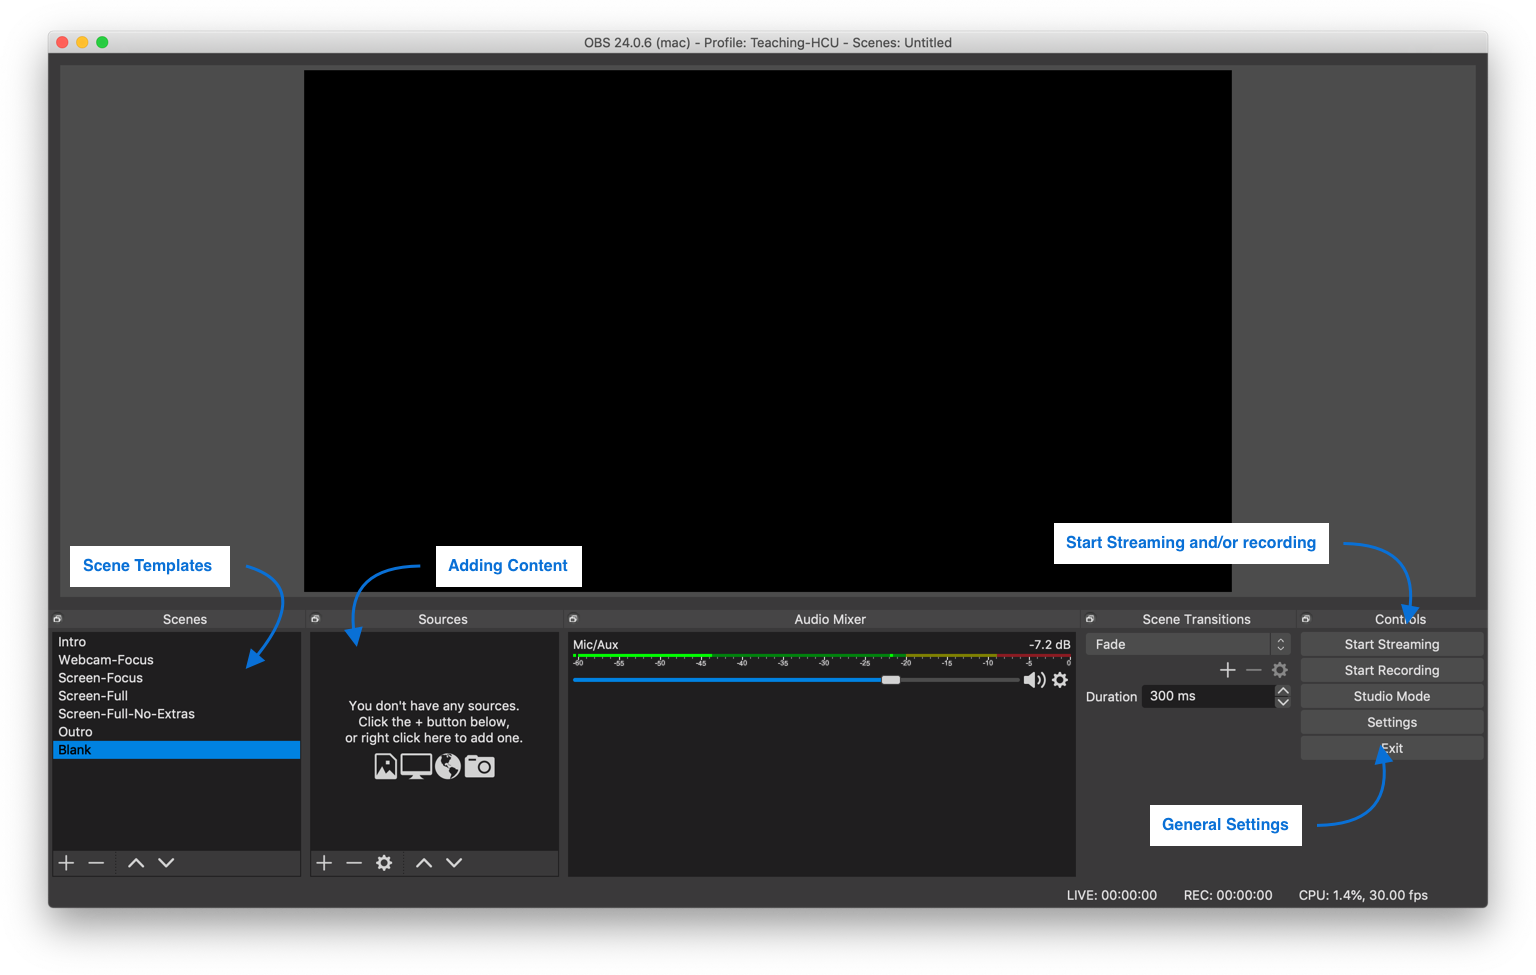 OBS 24.0.6 (mac) - Profile: Teaching-HCU - Scenes: Untitled
Start Streaming and/or recording
Scene Templates
Adding Content
Scenes
Intro
Webcam-Focus
Screen-Focus
Screen-Full
Screen-Full-No-Extras
Outro
Blank
Sources
You don't have any sources.
Click the + button below,
or right click here to add one.
Audio Mixer
Mic/Aux -7.2 dB
-60 -55 -50 -45 -40 -35 -30 -25 -20 -15 -10 -5 0
Scene Transitions
Fade
Duration 300 ms
Controls
Start Streaming
Start Recording
Studio Mode
Settings
Exit
General Settings
LIVE: 00:00:00 REC: 00:00:00 CPU: 1.4%, 30.00 fps